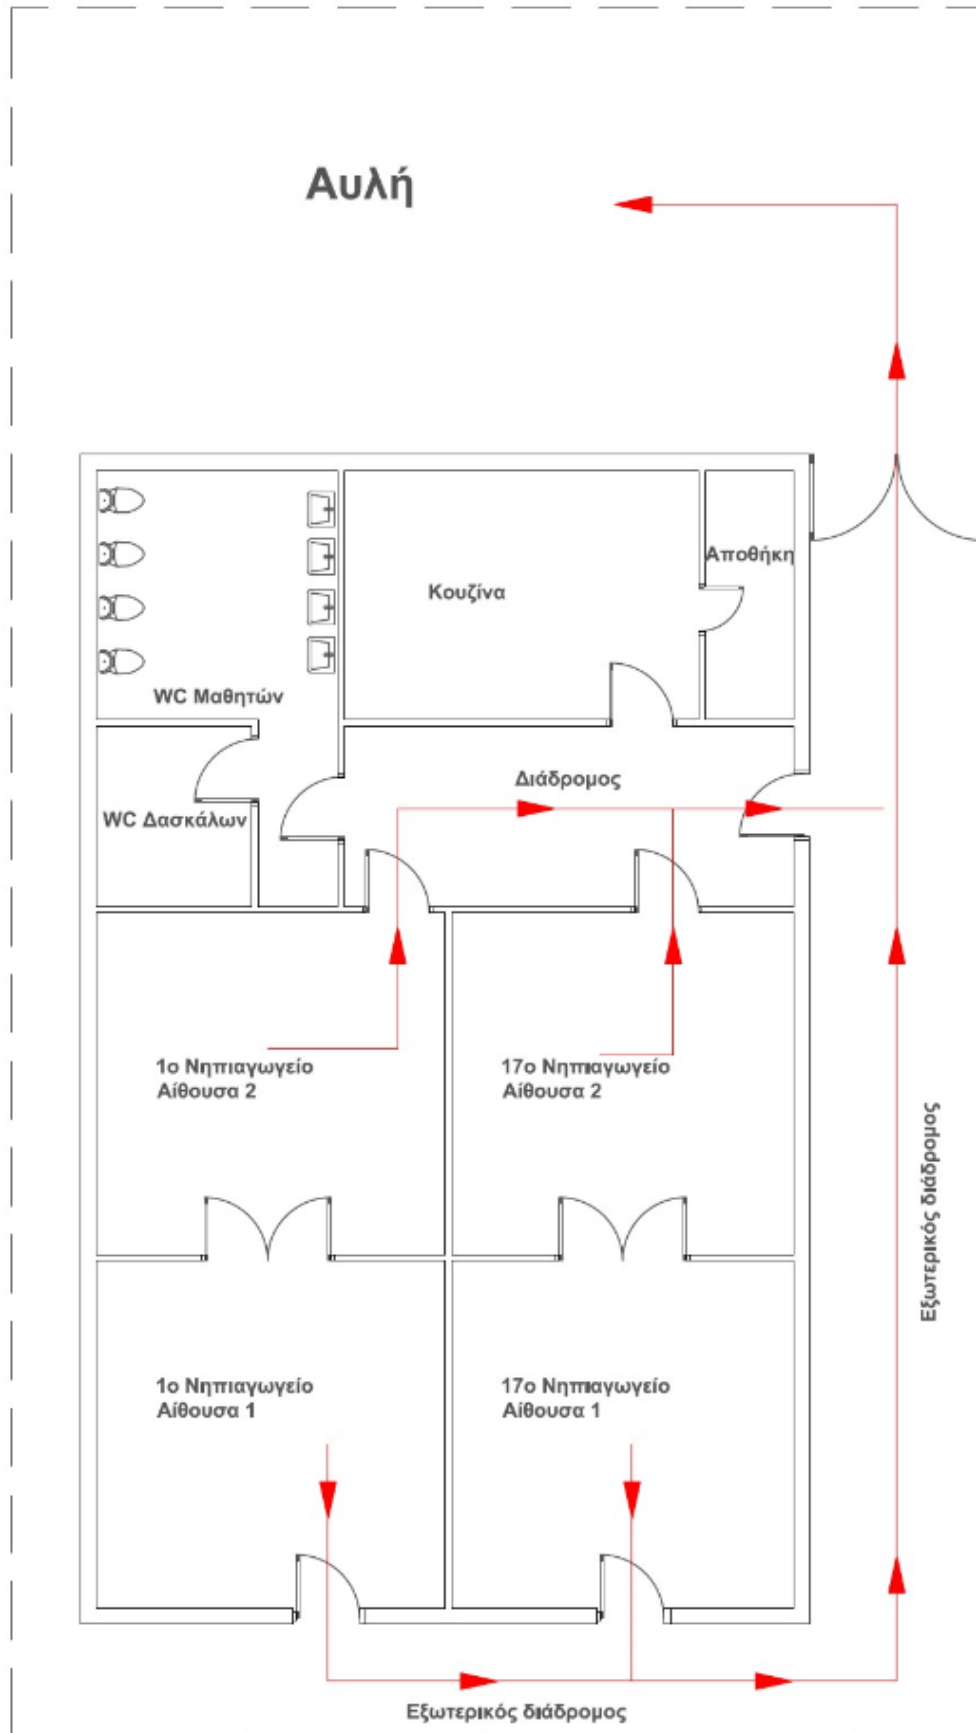 Αυλή
Αποθήκη
Κουζίνα
WC Μαθητών
Διάδρομος
WC Δασκάλων
1ο Νηπιαγωγείο
Αίθουσα 2
17ο Νηπιαγωγείο
Αίθουσα 2
Εξωτερικός διάδρομος
1ο Νηπιαγωγείο
Αίθουσα 1
17ο Νηπιαγωγείο
Αίθουσα 1
Εξωτερικός διάδρομος